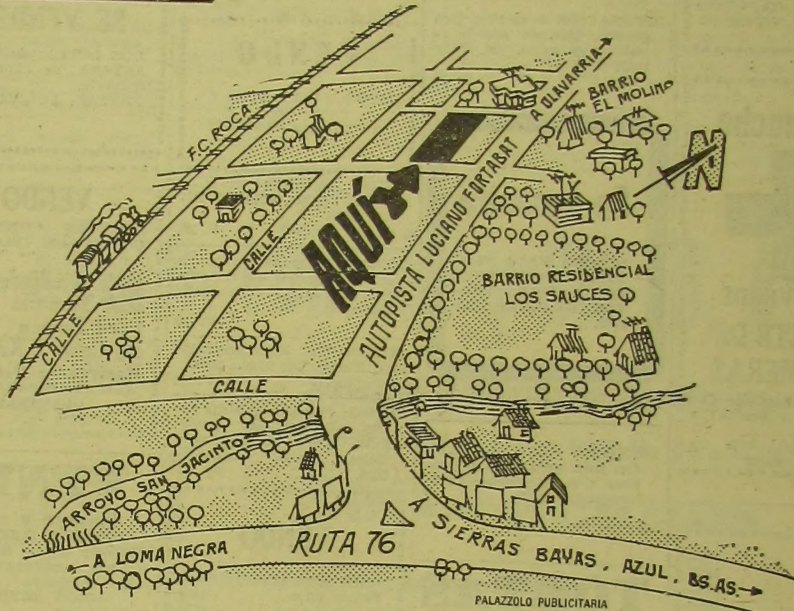 F.C. ROCA
A OLAVARRIA
BARRIO
EL MOLINO
N
AQUÍ
CALLE
AUTOPISTA LUCIANO FORTABAT
BARRIO RESIDENCIAL
LOS SAUCES
CALLE
CALLE
ARROYO SAN JACINTO
A LOMA NEGRA
RUTA 76
A SIERRAS BAYAS, AZUL, BS.AS.
PALAZZOLO PUBLICITARIA